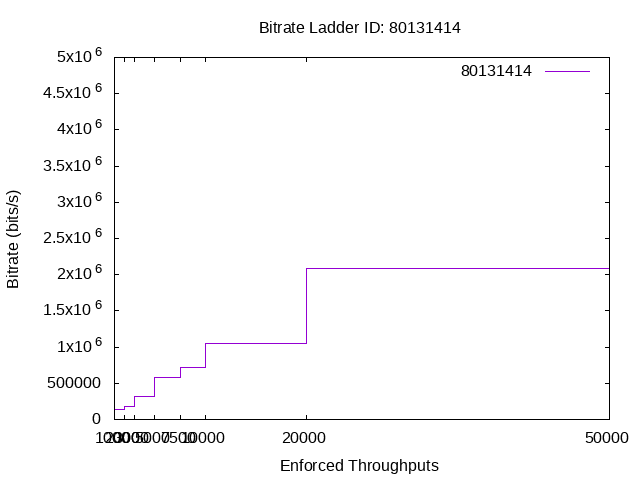 Bitrate Ladder ID: 80131414
5x10^6
80131414
4.5x10^6
4x10^6
3.5x10^6
3x10^6
2.5x10^6
2x10^6
1.5x10^6
1x10^6
500000
0
Bitrate (bits/s)
10000 20000 50000
Enforced Throughputs